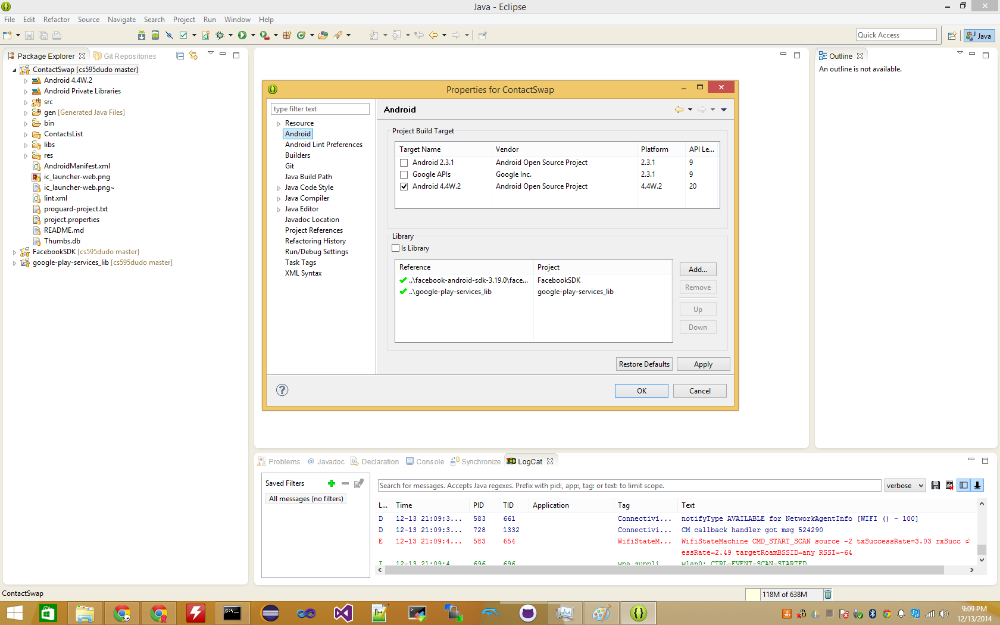 Java - Eclipse
File Edit Refactor Source Navigate Search Project Run Window Help
Quick Access
Java
Package Explorer
Git Repositories
ContactSwap [cs595dudo master]
Android 4.4W.2
Android Private Libraries
src
gen [Generated Java Files]
bin
ContactsList
libs
res
AndroidManifest.xml
ic_launcher-web.png
ic_launcher-web.png~
lint.xml
proguard-project.txt
project.properties
README.md
Thumbs.db
FacebookSDK [cs595dudo master]
google-play-services_lib [cs595dudo master]
Outline
An outline is not available.
Properties for ContactSwap
type filter text
Resource
Android
Android Lint Preferences
Builders
Git
Java Build Path
Java Code Style
Java Compiler
Java Editor
Javadoc Location
Project References
Refactoring History
Run/Debug Settings
Task Tags
XML Syntax
Android
Project Build Target
Target Name Vendor Platform API Le...
Android 2.3.1 Android Open Source Project 2.3.1 9
Google APIs Google Inc. 2.3.1 9
Android 4.4W.2 Android Open Source Project 4.4W.2 20
Library
Is Library
Reference Project
..\facebook-android-sdk-3.19.0\face... FacebookSDK
..\google-play-services_lib google-play-services_lib
Add...
Remove
Up
Down
Restore Defaults Apply
OK Cancel
Problems @ Javadoc Declaration Console Synchronize LogCat
Saved Filters
All messages (no filters)
Search for messages. Accepts Java regexes. Prefix with pid:, app:, tag: or text: to limit scope.
verbose
L... Time PID TID Application Tag Text
D 12-13 21:09:3... 583 661 Connectivi... notifyType AVAILABLE for NetworkAgentInfo [WIFI () - 100]
D 12-13 21:09:3... 728 1332 Connectivi... CM callback handler got msg 524290
E 12-13 21:09:4... 583 654 WifiStateM... WifiStateMachine CMD_START_SCAN source -2 txSuccessRate=3.03 rxSucc
essRate=2.49 targetRoamBSSID=any RSSI=-64
I 12-13 21:09:4 696 696 wpa_suppli wlan0: CTRL-EVENT-SCAN-STARTED
ContactSwap
118M of 638M
9:09 PM
12/13/2014